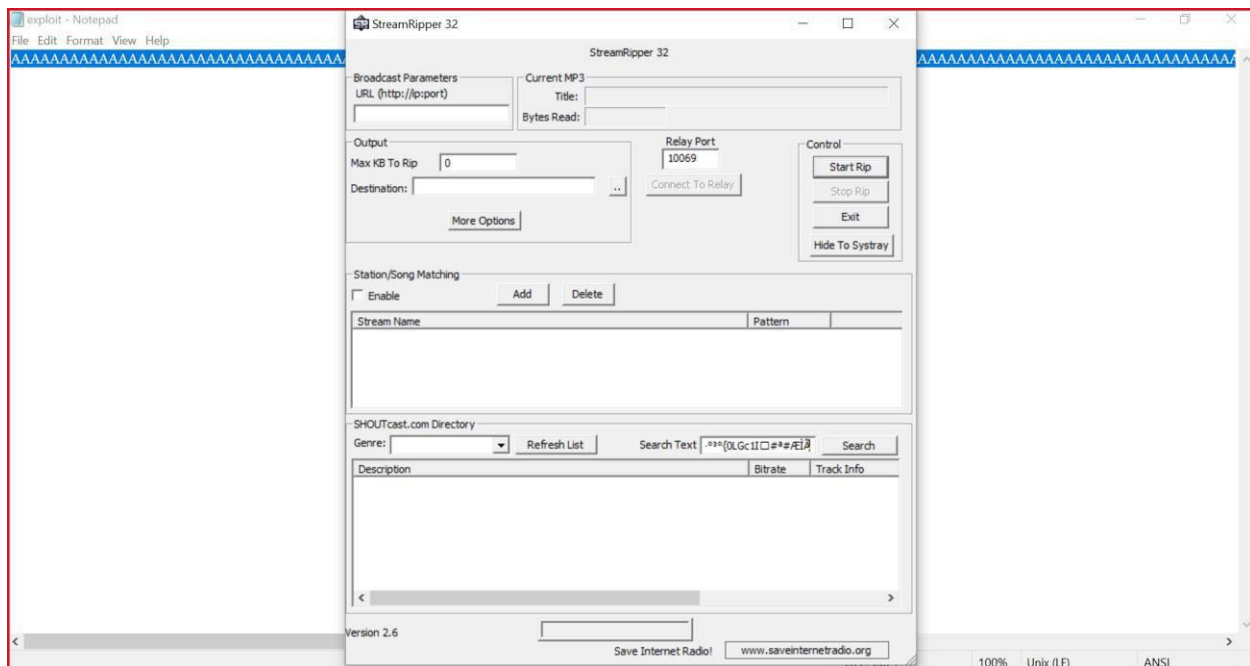 exploit - Notepad
File Edit Format View Help
StreamRipper 32
StreamRipper 32
Broadcast Parameters
URL (http://ip:port)
Current MP3
Title:
Bytes Read:
Output
Max KB To Rip 0
Destination: ..
More Options
Relay Port
10069
Connect To Relay
Control
Start Rip
Stop Rip
Exit
Hide To Systray
Station/Song Matching
Enable Add Delete
Stream Name Pattern
SHOUTcast.com Directory
Genre: Refresh List Search Text Search
Description Bitrate Track Info
Version 2.6
Save Internet Radio! www.saveinternetradio.org
100% Unix (LF) ANSI